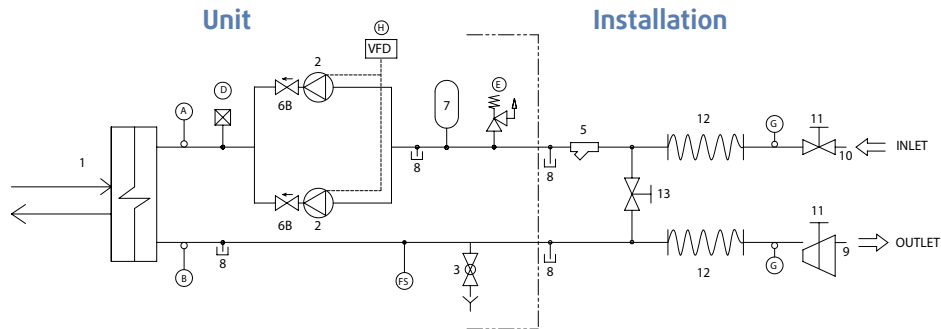 Unit Installation
H
VFD
2
D
E
A
6B
7
5
12
G
11
1
8
8
10
INLET
13
6B
2
11
OUTLET
8
3
8
12
9
B
FS
G